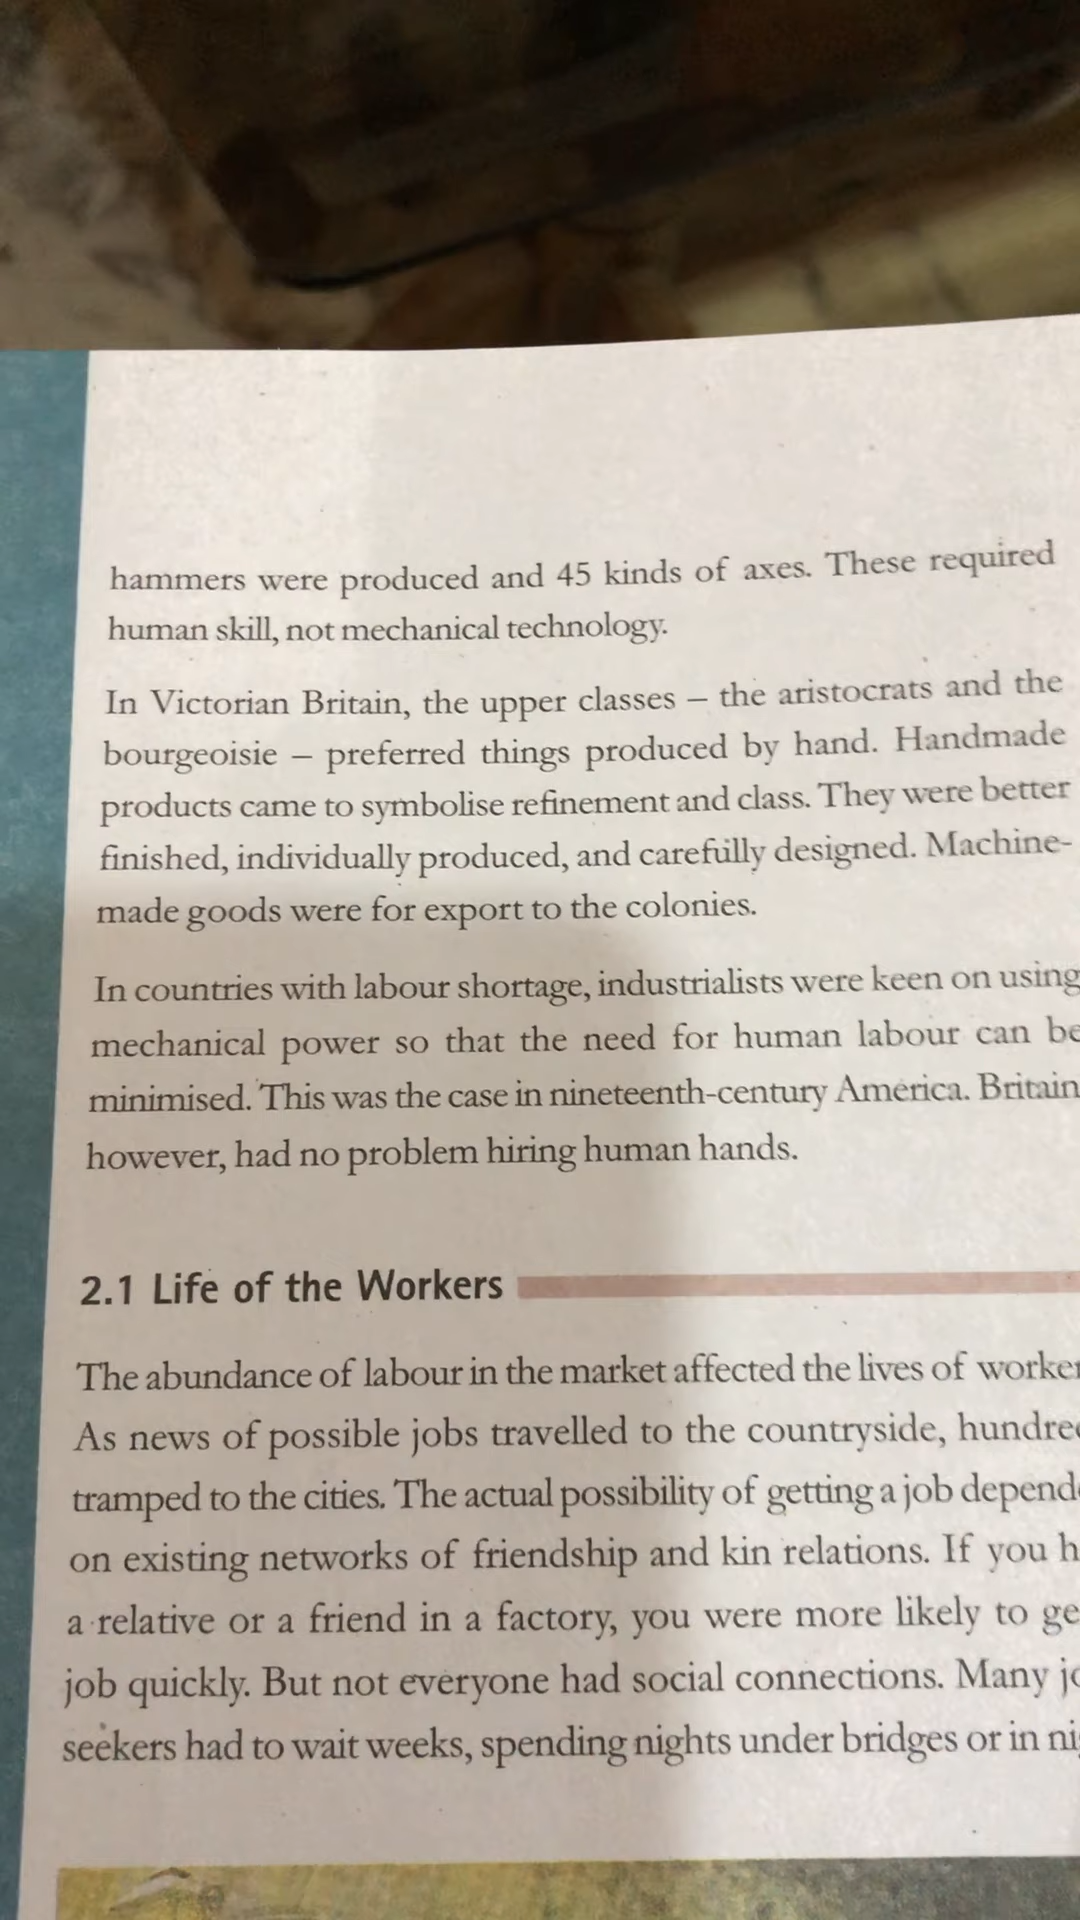 hammers were produced and 45 kinds of axes. These required
human skill, not mechanical technology.
In Victorian Britain, the upper classes – the aristocrats and the
bourgeoisie – preferred things produced by hand. Handmade
products came to symbolise refinement and class. They were better
finished, individually produced, and carefully designed. Machine-
made goods were for export to the colonies.
In countries with labour shortage, industrialists were keen on using
mechanical power so that the need for human labour can be
minimised. This was the case in nineteenth-century America. Britain
however, had no problem hiring human hands.
2.1 Life of the Workers
The abundance of labour in the market affected the lives of
As news of possible jobs travelled to the countryside,
tramped to the cities. The actual possibility of getting a job
on existing networks of friendship and kin relations. If you
a relative or a friend in a factory, you were more likely to
job quickly. But not everyone had social connections. Many
seekers had to wait weeks, spending nights under bridges or in